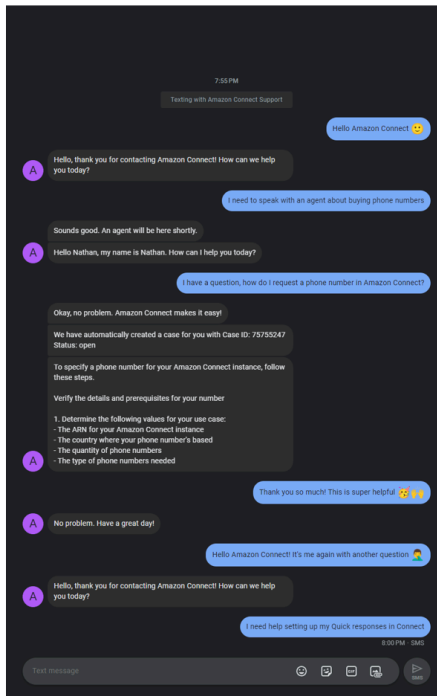 7:55 PM
Texting with Amazon Connect Support
Hello Amazon Connect 🙂
Hello, thank you for contacting Amazon Connect! How can we help
you today?
A
I need to speak with an agent about buying phone numbers
Sounds good. An agent will be here shortly.
Hello Nathan, my name is Nathan. How can I help you today?
A
I have a question, how do I request a phone number in Amazon Connect?
Okay, no problem. Amazon Connect makes it easy!
We have automatically created a case for you with Case ID: 75755247
Status: open
To specify a phone number for your Amazon Connect instance, follow
these steps.
Verify the details and prerequisites for your number
1. Determine the following values for your use case:
- The ARN for your Amazon Connect instance
- The country where your phone number's based
- The quantity of phone numbers
- The type of phone numbers needed
A
Thank you so much! This is super helpful 🥳🙌
A
No problem. Have a great day!
Hello Amazon Connect! It's me again with another question 🤦‍♂️
Hello, thank you for contacting Amazon Connect! How can we help
you today?
A
I need help setting up my Quick responses in Connect
8:00 PM SMS
Text message
GIF
SMS